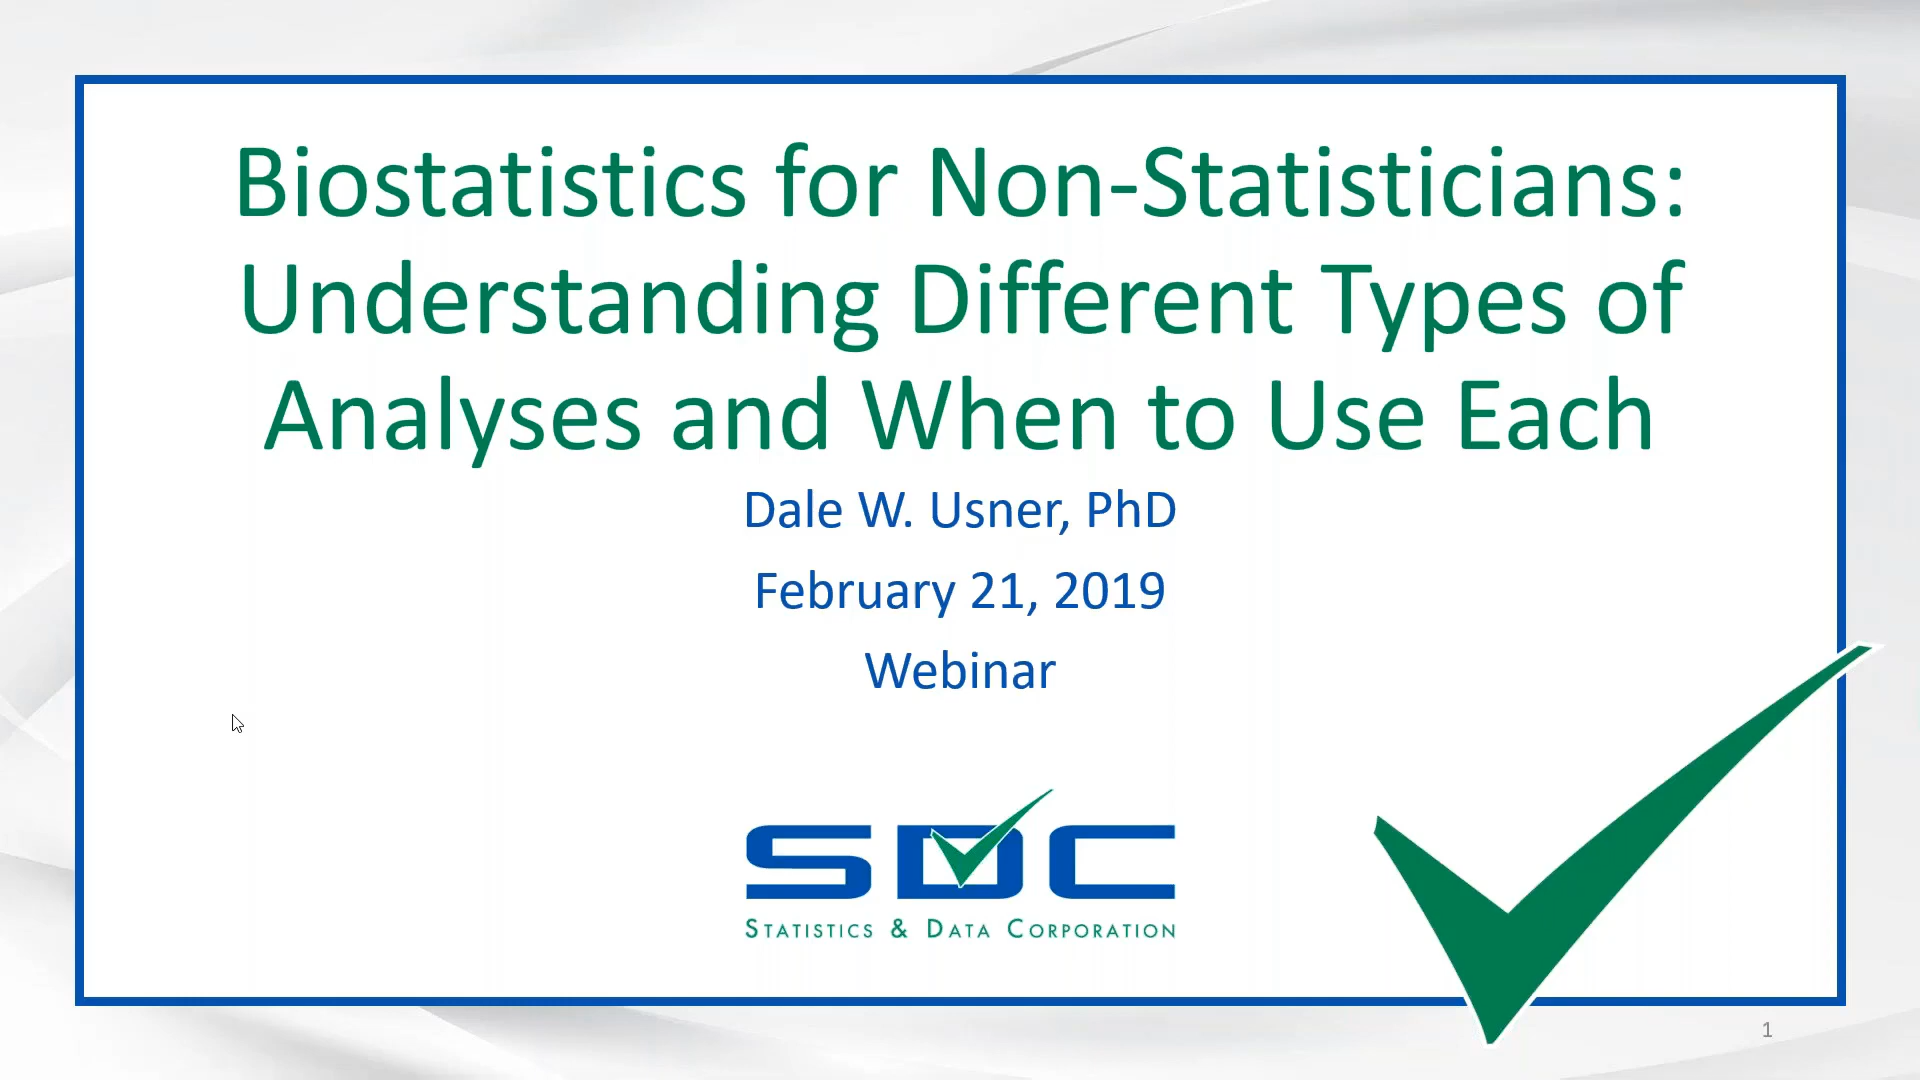 Biostatistics for Non-Statisticians:
Understanding Different Types of
Analyses and When to Use Each
Dale W. Usner, PhD
February 21, 2019
Webinar
SDC
STATISTICS & DATA CORPORATION
1